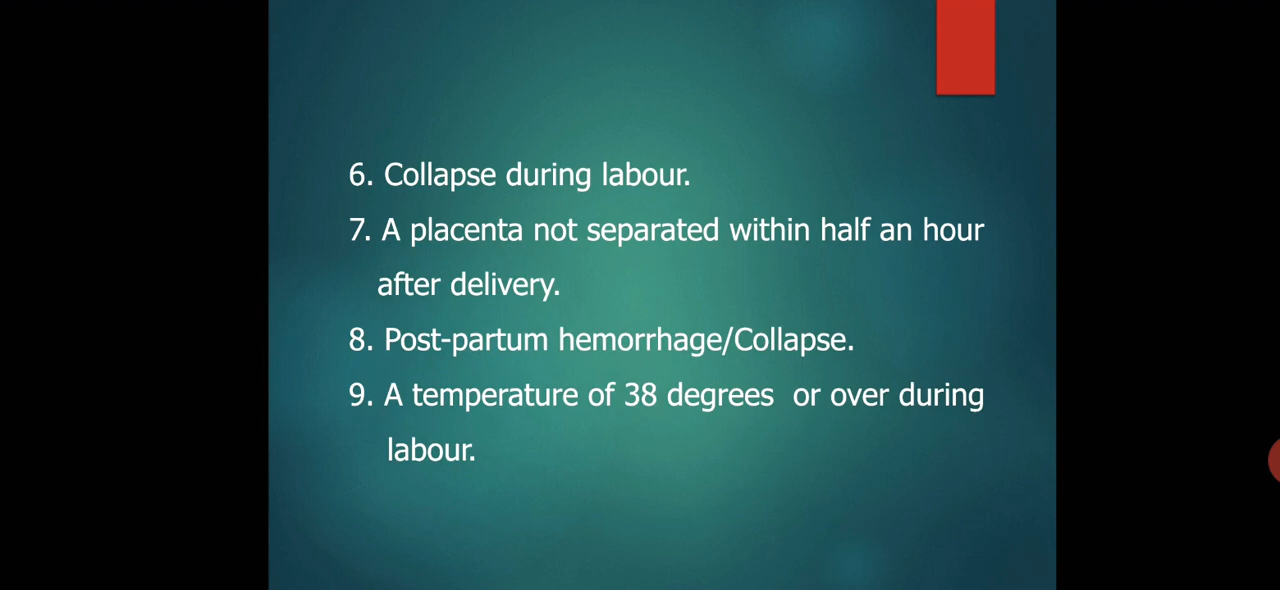 6. Collapse during labour.
7. A placenta not separated within half an hour
after delivery.
8. Post-partum hemorrhage/Collapse.
9. A temperature of 38 degrees  or over during
labour.